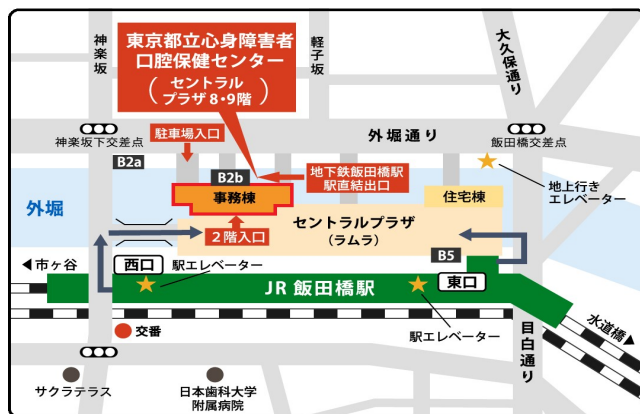 神楽坂
東京都立心身障害者
口腔保健センター
(セントラル
プラザ8・9階)
軽子坂
大久保通り
神楽坂下交差点
駐車場入口
外堀通り
飯田橋交差点
B2a
B2b
地下鉄飯田橋駅
駅直結出口
地上行き
エレベーター
外堀
事務棟
住宅棟
セントラルプラザ
(ラムラ)
2階入口
市ヶ谷
西口
駅エレベーター
B5
JR 飯田橋駅
東口
交番
駅エレベーター
目白通り
水道橋
サクラテラス
日本歯科大学
附属病院